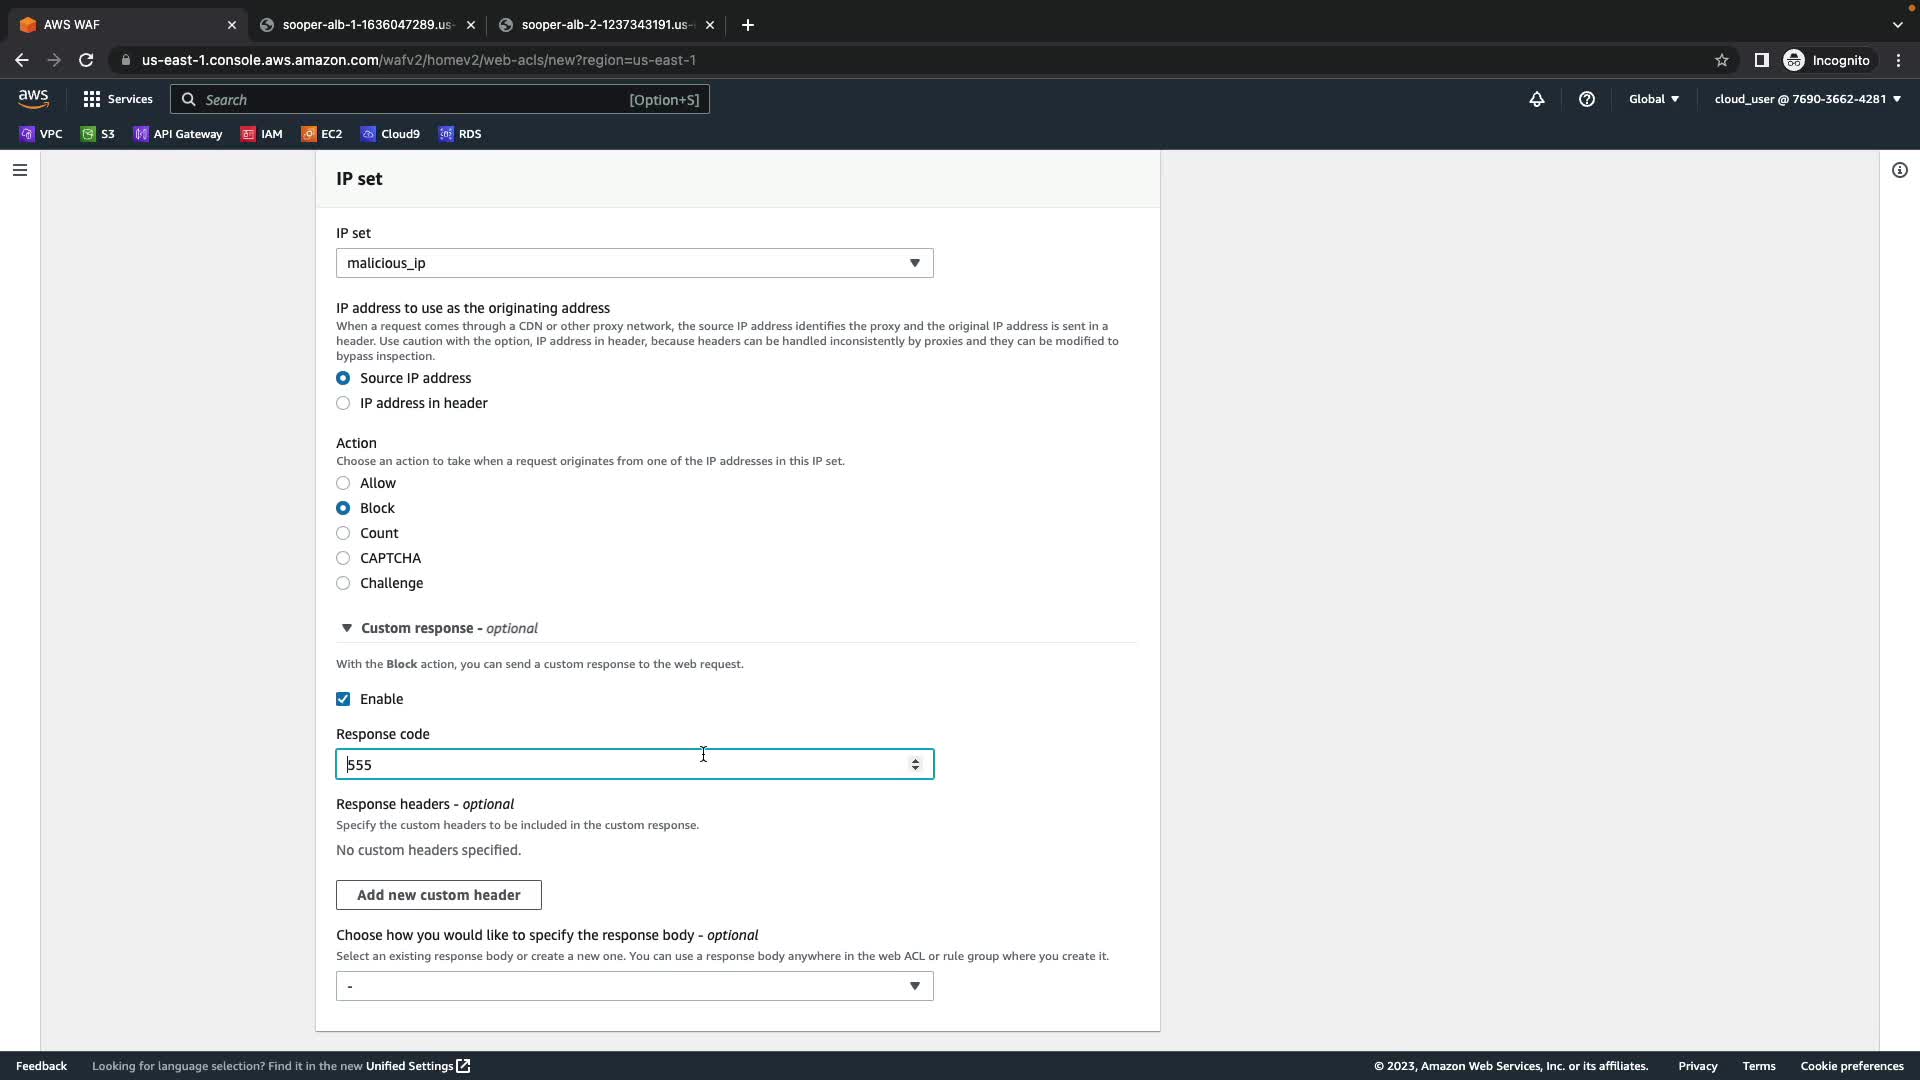 AWS WAF
sooper-alb-1-1636047289.us-
sooper-alb-2-1237343191.us-
us-east-1.console.aws.amazon.com/wafv2/homev2/web-acls/new?region=us-east-1
Incognito
aws
Services
Search
[Option+S]
Global
cloud_user @ 7690-3662-4281
VPC
S3
API Gateway
IAM
EC2
Cloud9
RDS
IP set
IP set
malicious_ip
IP address to use as the originating address
When a request comes through a CDN or other proxy network, the source IP address identifies the proxy and the original IP address is sent in a
header. Use caution with the option, IP address in header, because headers can be handled inconsistently by proxies and they can be modified to
bypass inspection.
Source IP address
IP address in header
Action
Choose an action to take when a request originates from one of the IP addresses in this IP set.
Allow
Block
Count
CAPTCHA
Challenge
Custom response - optional
With the Block action, you can send a custom response to the web request.
Enable
Response code
555
Response headers - optional
Specify the custom headers to be included in the custom response.
No custom headers specified.
Add new custom header
Choose how you would like to specify the response body - optional
Select an existing response body or create a new one. You can use a response body anywhere in the web ACL or rule group where you create it.
-
Feedback
Looking for language selection? Find it in the new Unified Settings
© 2023, Amazon Web Services, Inc. or its affiliates.
Privacy
Terms
Cookie preferences